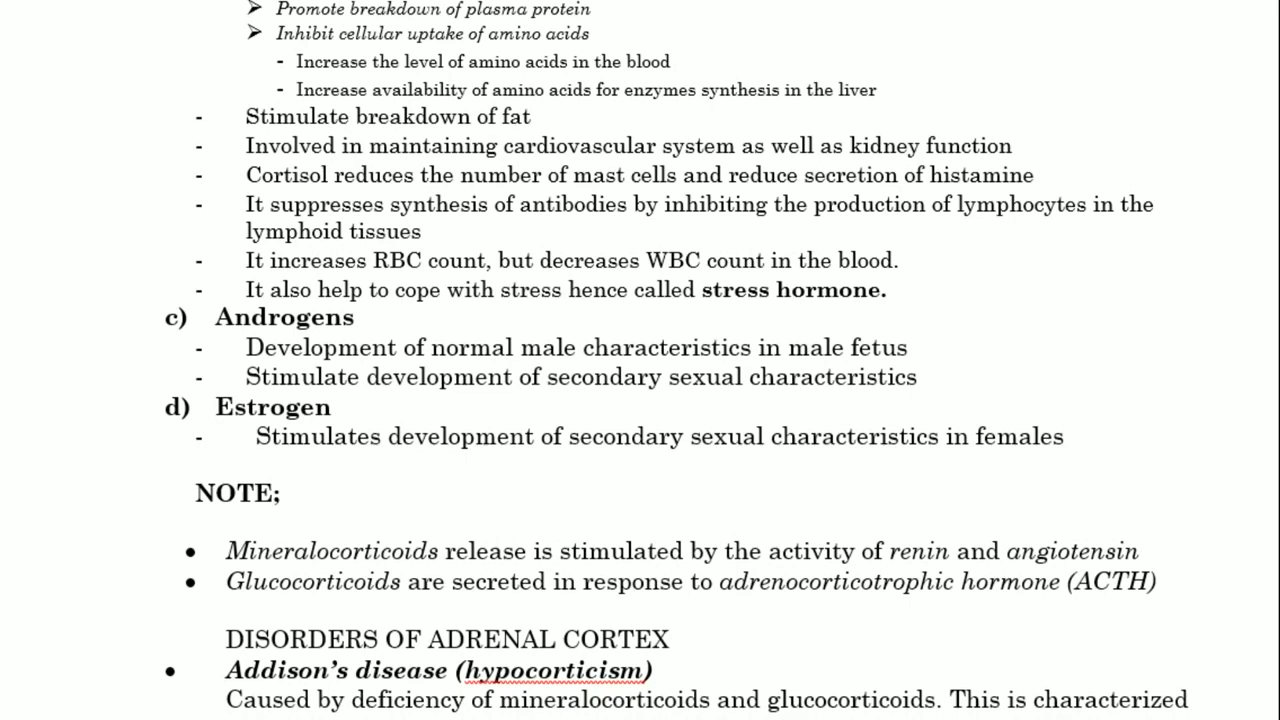 ➢ Promote breakdown of plasma protein
➢ Inhibit cellular uptake of amino acids
- Increase the level of amino acids in the blood
- Increase availability of amino acids for enzymes synthesis in the liver
- Stimulate breakdown of fat
- Involved in maintaining cardiovascular system as well as kidney function
- Cortisol reduces the number of mast cells and reduce secretion of histamine
- It suppresses synthesis of antibodies by inhibiting the production of lymphocytes in the
lymphoid tissues
- It increases RBC count, but decreases WBC count in the blood.
- It also help to cope with stress hence called stress hormone.
c) Androgens
- Development of normal male characteristics in male fetus
- Stimulate development of secondary sexual characteristics
d) Estrogen
- Stimulates development of secondary sexual characteristics in females
NOTE;
• Mineralocorticoids release is stimulated by the activity of renin and angiotensin
• Glucocorticoids are secreted in response to adrenocorticotrophic hormone (ACTH)
DISORDERS OF ADRENAL CORTEX
• Addison's disease (hypocorticism)
Caused by deficiency of mineralocorticoids and glucocorticoids. This is characterized